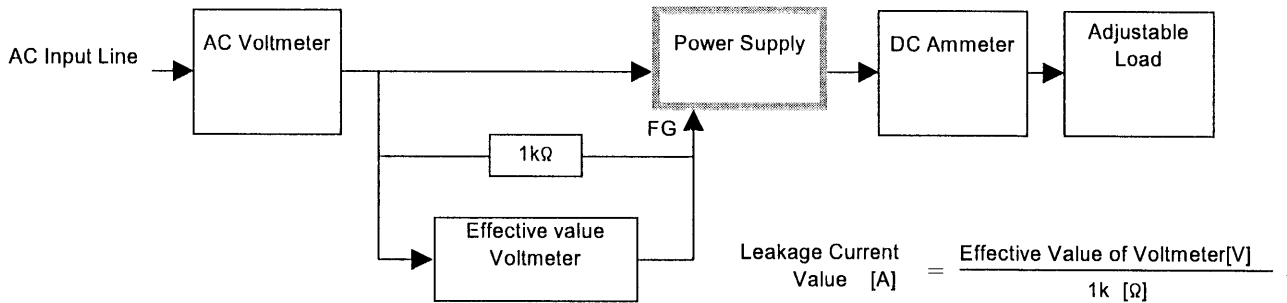 AC Input Line
AC Voltmeter
Power Supply
DC Ammeter
Adjustable
Load
FG
1kΩ
Effective value
Voltmeter
Leakage Current
Value [A]
= Effective Value of Voltmeter[V]
1k [Ω]